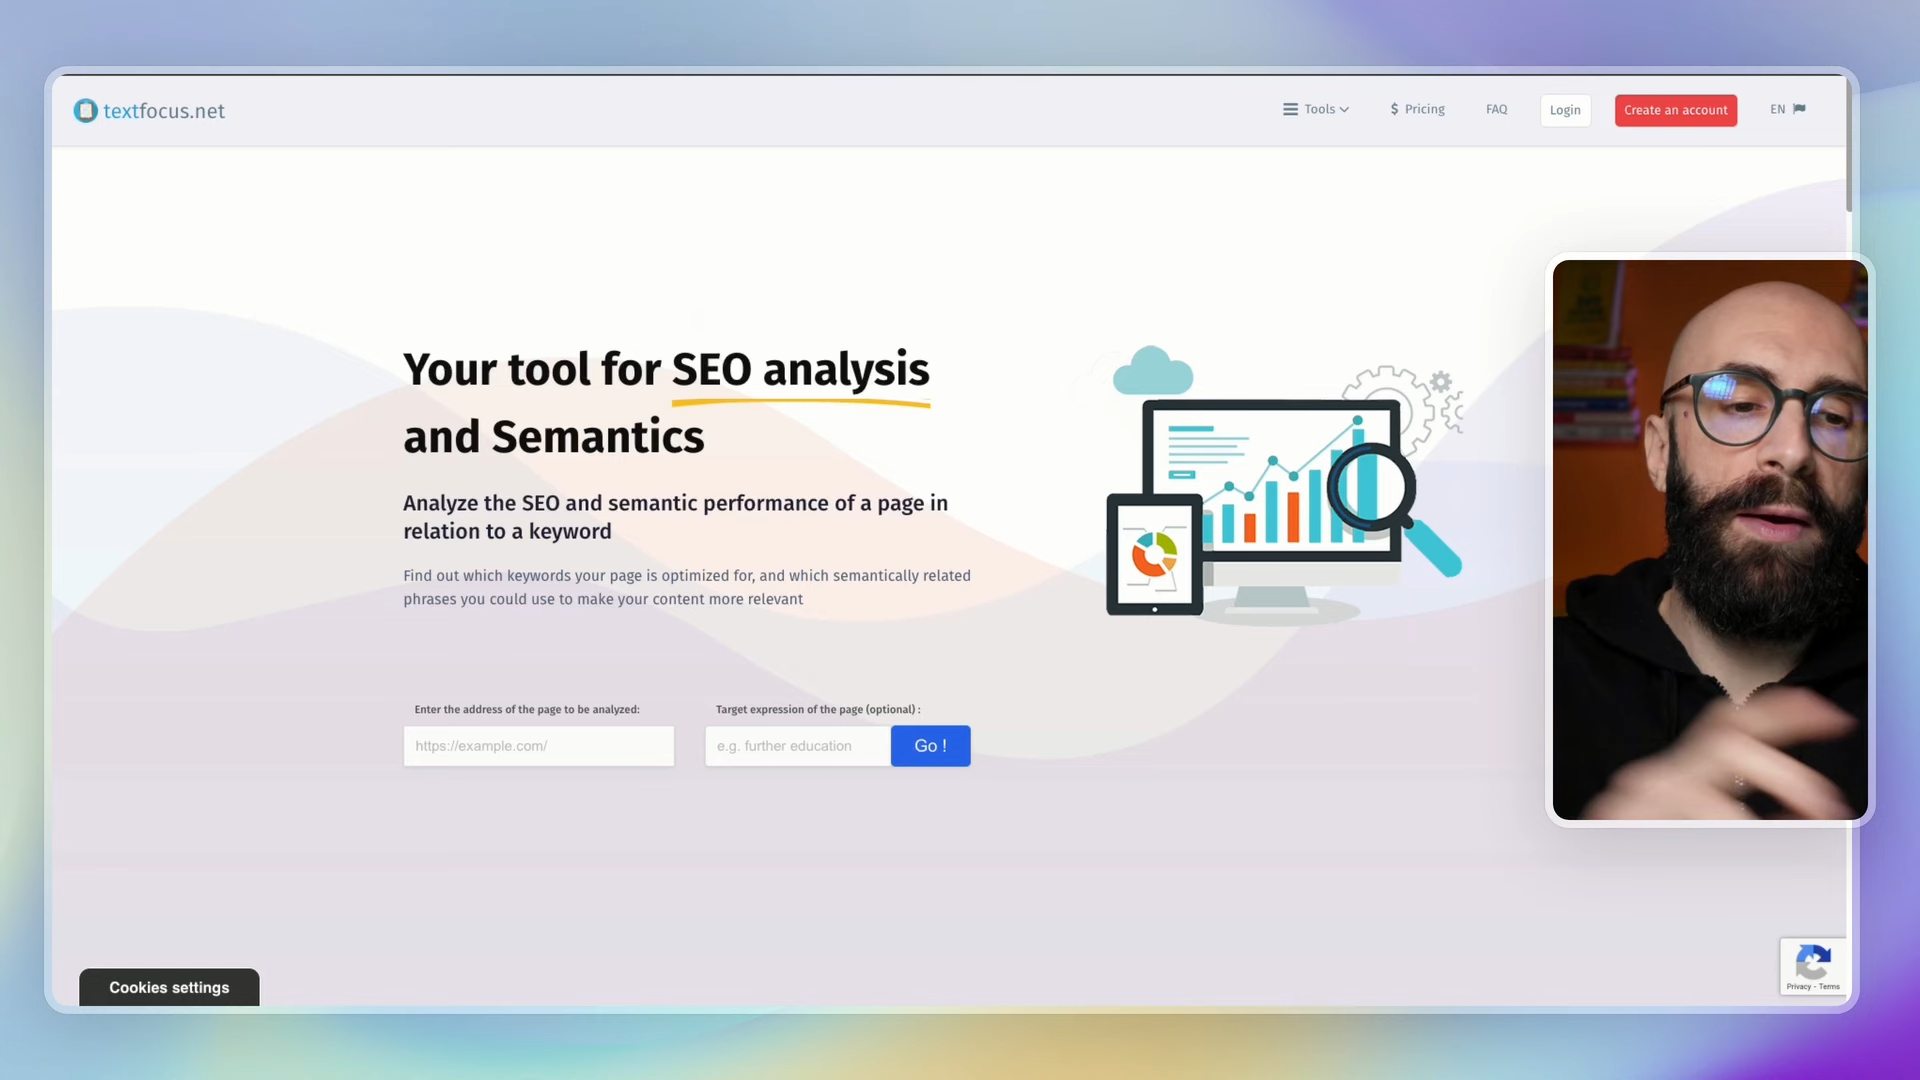 textfocus.net
Tools
$ Pricing
FAQ
Login
Create an account
EN
Your tool for SEO analysis
and Semantics
Analyze the SEO and semantic performance of a page in
relation to a keyword
Find out which keywords your page is optimized for, and which semantically related
phrases you could use to make your content more relevant
Enter the address of the page to be analyzed:
Target expression of the page (optional) :
https://example.com/
e.g. further education
Go !
Cookies settings
Privacy - Terms